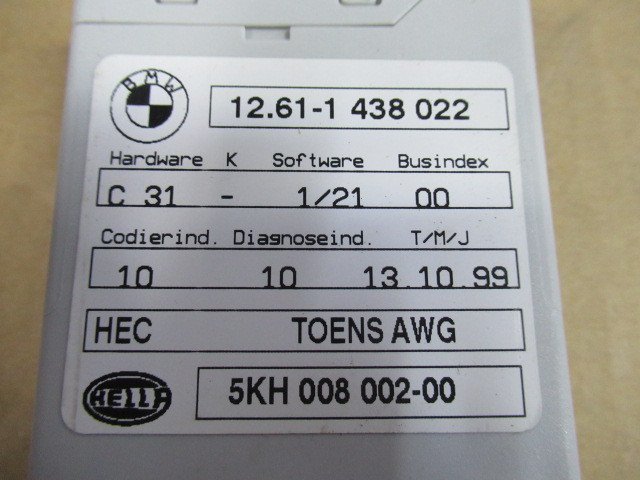 BMW
12.61-1 438 022
Hardware K Software Busindex
C 31 - 1/21 00
Codierind. Diagnoseind. T/M/J
10 10 13.10.99
HEC TOENS AWG
HELLA 5KH 008 002-00